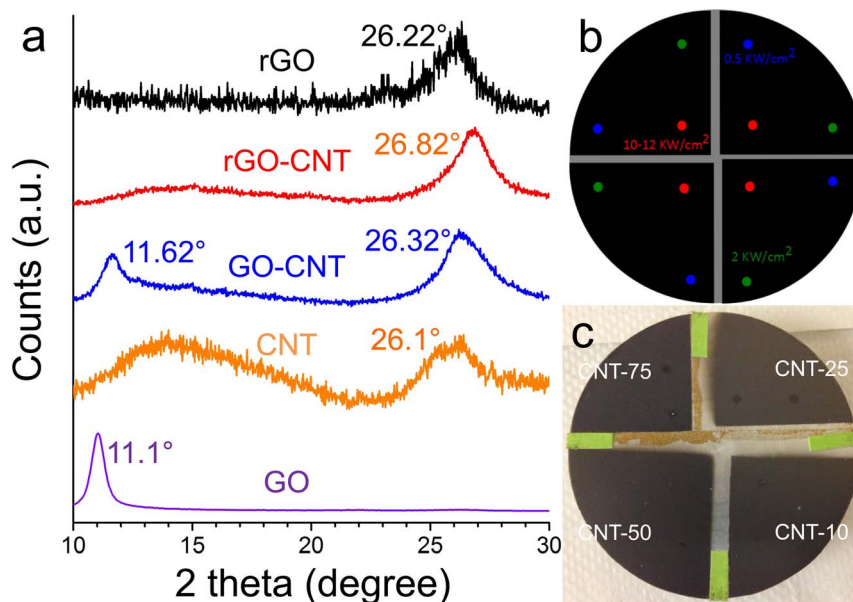 a
26.22°
rGO
rGO-CNT
26.82°
11.62°
GO-CNT
26.32°
CNT
26.1°
11.1°
GO
Counts (a.u.)
10
15
20
25
30
2 theta (degree)
b
0.5 KW/cm²
10-12 KW/cm²
2 KW/cm²
c
CNT-75
CNT-25
CNT-50
CNT-10